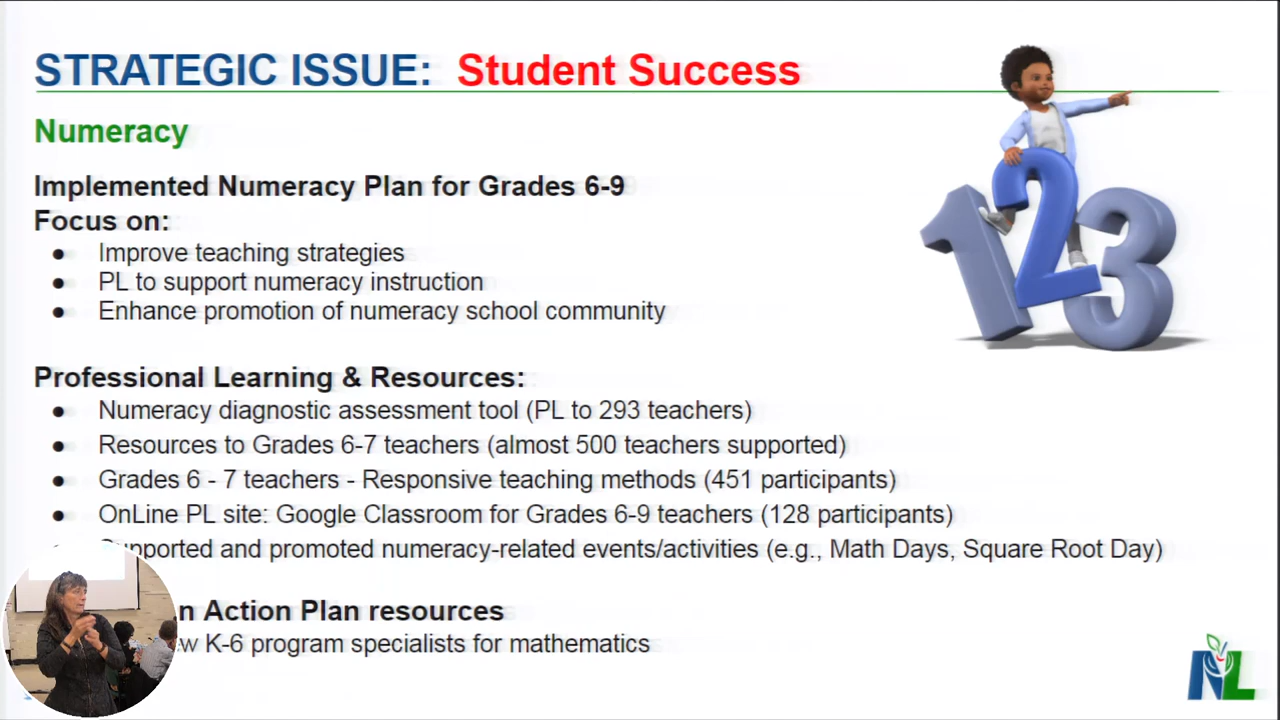 STRATEGIC ISSUE: Student Success
Numeracy
Implemented Numeracy Plan for Grades 6-9
Focus on:
● Improve teaching strategies
● PL to support numeracy instruction
● Enhance promotion of numeracy school community
123
Professional Learning & Resources:
● Numeracy diagnostic assessment tool (PL to 293 teachers)
● Resources to Grades 6-7 teachers (almost 500 teachers supported)
● Grades 6 - 7 teachers - Responsive teaching methods (451 participants)
● OnLine PL site: Google Classroom for Grades 6-9 teachers (128 participants)
and promoted numeracy-related events/activities (e.g., Math Days, Square Root Day)
Action Plan resources
K-6 program specialists for mathematics
NL